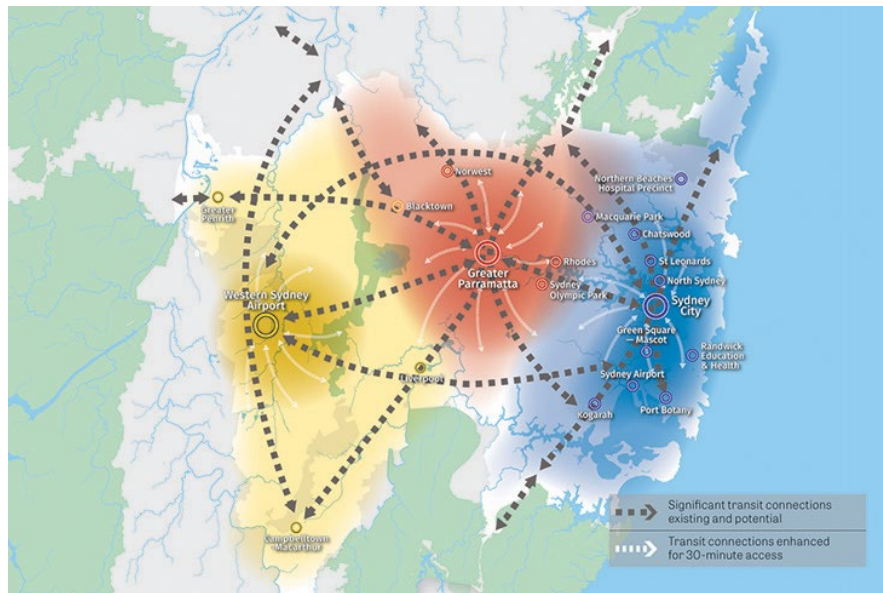 Norwest
Northern Beaches
Hospital Precinct
Greater
Penrith
Blacktown
Macquarie Park
Chatswood
Rhodes
St Leonards
Greater
Parramatta
Sydney
Olympic Park
North Sydney
Western Sydney
Airport
Sydney
City
Green Square
— Mascot
Randwick
Education
& Health
Liverpool
Sydney Airport
Kogarah
Port Botany
Significant transit connections
existing and potential
Campbelltown
Macarthur
Transit connections enhanced
for 30-minute access